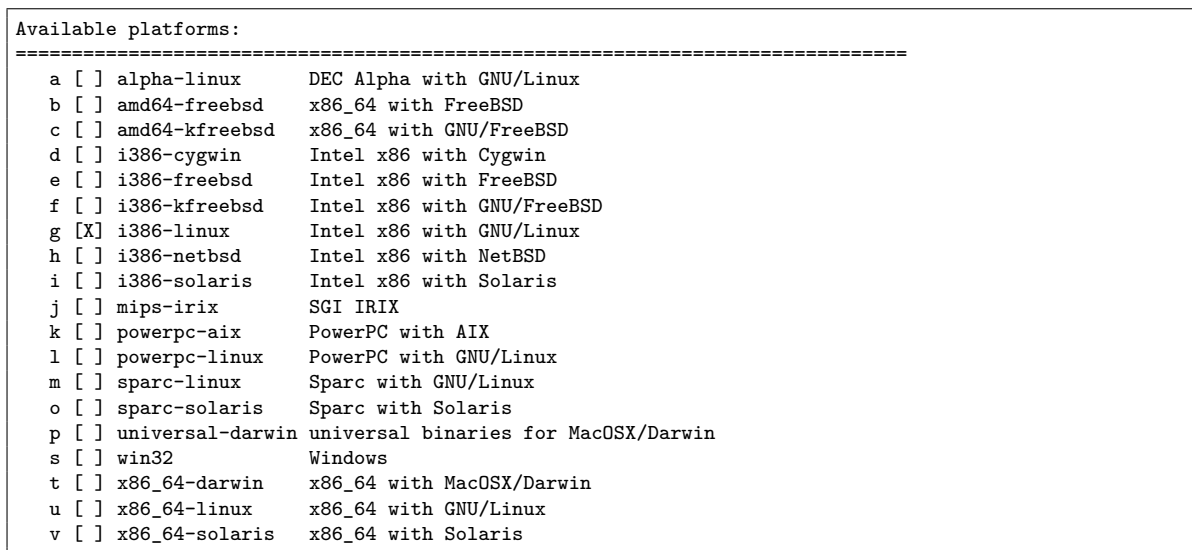 Available platforms:
===============================================================================
   a [ ] alpha-linux      DEC Alpha with GNU/Linux
   b [ ] amd64-freebsd    x86_64 with FreeBSD
   c [ ] amd64-kfreebsd   x86_64 with GNU/FreeBSD
   d [ ] i386-cygwin      Intel x86 with Cygwin
   e [ ] i386-freebsd     Intel x86 with FreeBSD
   f [ ] i386-kfreebsd    Intel x86 with GNU/FreeBSD
   g [X] i386-linux       Intel x86 with GNU/Linux
   h [ ] i386-netbsd      Intel x86 with NetBSD
   i [ ] i386-solaris     Intel x86 with Solaris
   j [ ] mips-irix        SGI IRIX
   k [ ] powerpc-aix      PowerPC with AIX
   l [ ] powerpc-linux    PowerPC with GNU/Linux
   m [ ] sparc-linux      Sparc with GNU/Linux
   o [ ] sparc-solaris    Sparc with Solaris
   p [ ] universal-darwin universal binaries for MacOSX/Darwin
   s [ ] win32            Windows
   t [ ] x86_64-darwin    x86_64 with MacOSX/Darwin
   u [ ] x86_64-linux     x86_64 with GNU/Linux
   v [ ] x86_64-solaris   x86_64 with Solaris